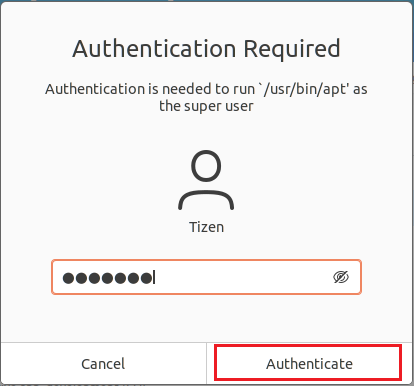 Authentication Required
Authentication is needed to run `/usr/bin/apt' as
the super user
Tizen
●●●●●●●
Cancel
Authenticate